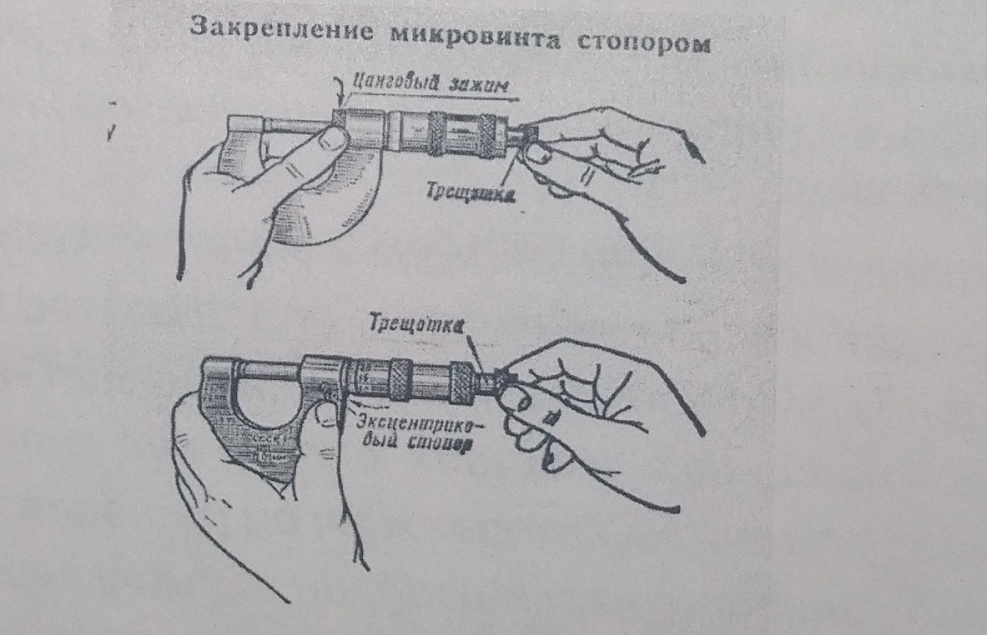 Закрепление микровинта стопором
Цанговый зажим
Трещотка
Трещотка
Эксцентрико-
вый стопор